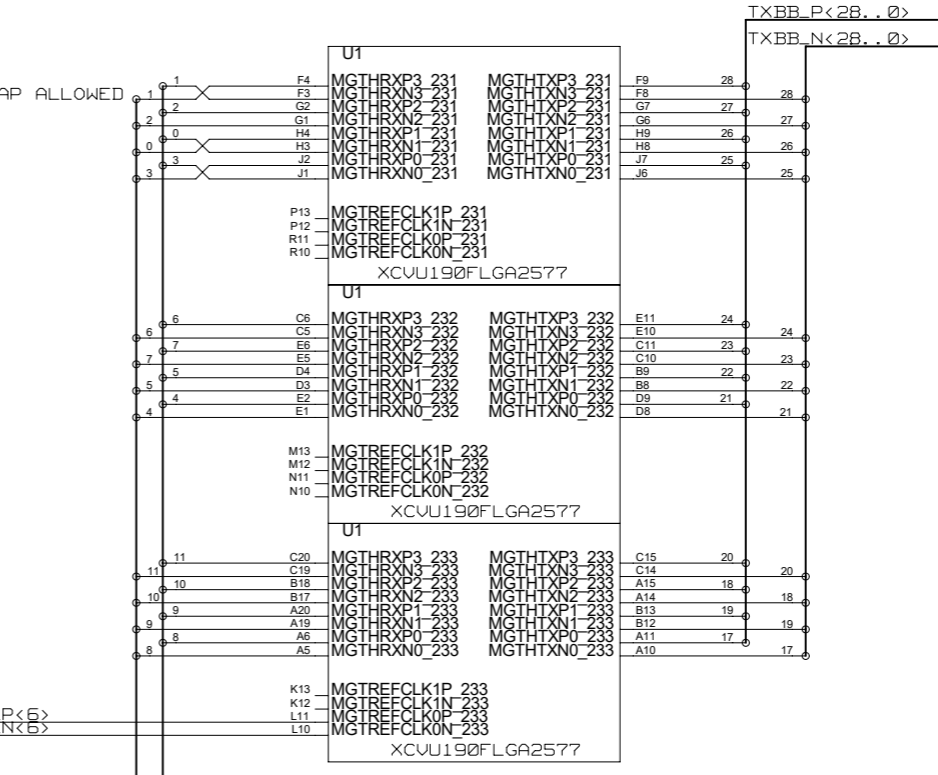 TXBB_P<28..0>
TXBB_N<28..0>
U1
1 F4 MGTHRXP3_231 MGTHTXP3_231 F9 28
AP ALLOWED 1 F3 MGTHRXN3_231 MGTHTXN3_231 F8 28
2 G2 MGTHRXP2_231 MGTHTXP2_231 G7 27
2 G1 MGTHRXN2_231 MGTHTXN2_231 G6 27
0 H4 MGTHRXP1_231 MGTHTXP1_231 H9 26
0 H3 MGTHRXN1_231 MGTHTXN1_231 H8 26
3 J2 MGTHRXP0_231 MGTHTXP0_231 J7 25
3 J1 MGTHRXN0_231 MGTHTXN0_231 J6 25
P13 MGTREFCLK1P_231
P12 MGTREFCLK1N_231
R11 MGTREFCLK0P_231
R10 MGTREFCLK0N_231
XCVU190FLGA2577
U1
6 C6 MGTHRXP3_232 MGTHTXP3_232 E11 24
6 C5 MGTHRXN3_232 MGTHTXN3_232 E10 24
7 E6 MGTHRXP2_232 MGTHTXP2_232 C11 23
7 E5 MGTHRXN2_232 MGTHTXN2_232 C10 23
5 D4 MGTHRXP1_232 MGTHTXP1_232 B9 22
5 D3 MGTHRXN1_232 MGTHTXN1_232 B8 22
4 E2 MGTHRXP0_232 MGTHTXP0_232 D9 21
4 E1 MGTHRXN0_232 MGTHTXN0_232 D8 21
M13 MGTREFCLK1P_232
M12 MGTREFCLK1N_232
N11 MGTREFCLK0P_232
N10 MGTREFCLK0N_232
XCVU190FLGA2577
U1
11 C20 MGTHRXP3_233 MGTHTXP3_233 C15 20
11 C19 MGTHRXN3_233 MGTHTXN3_233 C14 20
10 B18 MGTHRXP2_233 MGTHTXP2_233 A15 18
10 B17 MGTHRXN2_233 MGTHTXN2_233 A14 18
9 A20 MGTHRXP1_233 MGTHTXP1_233 B13 19
9 A19 MGTHRXN1_233 MGTHTXN1_233 B12 19
8 A6 MGTHRXP0_233 MGTHTXP0_233 A11 17
8 A5 MGTHRXN0_233 MGTHTXN0_233 A10 17
K13 MGTREFCLK1P_233
K12 MGTREFCLK1N_233
P<6> L11 MGTREFCLK0P_233
N<6> L10 MGTREFCLK0N_233
XCVU190FLGA2577